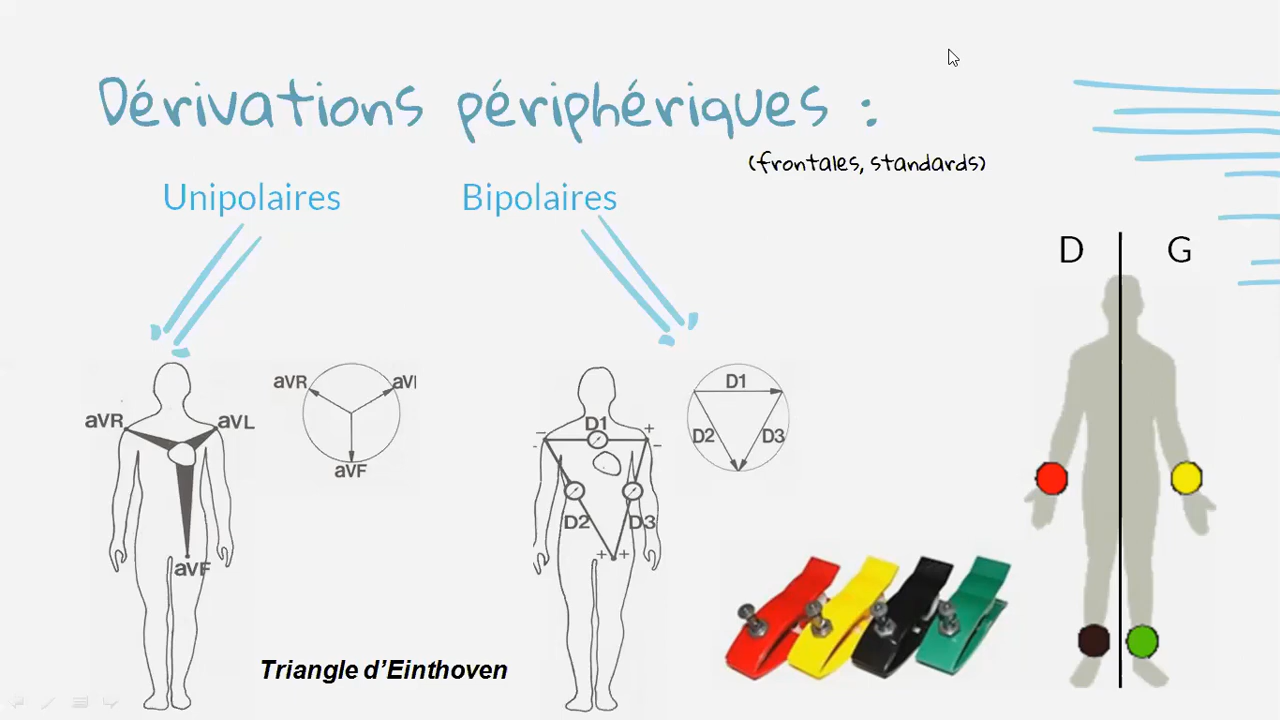 Dérivations périphériques :
(frontales, standards)
Unipolaires
Bipolaires
D G
aVR
aVL
aVF
aVR
aVF
D1
D2
D3
D1
D2
D3
Triangle d'Einthoven